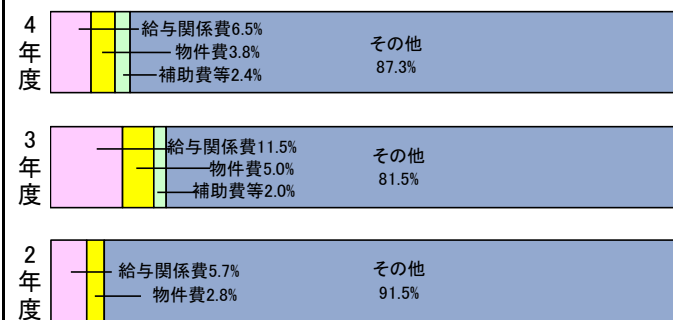 4年度
給与関係費6.5%
物件費3.8%
補助費等2.4%
その他
87.3%
3年度
給与関係費11.5%
物件費5.0%
補助費等2.0%
その他
81.5%
2年度
給与関係費5.7%
物件費2.8%
その他
91.5%